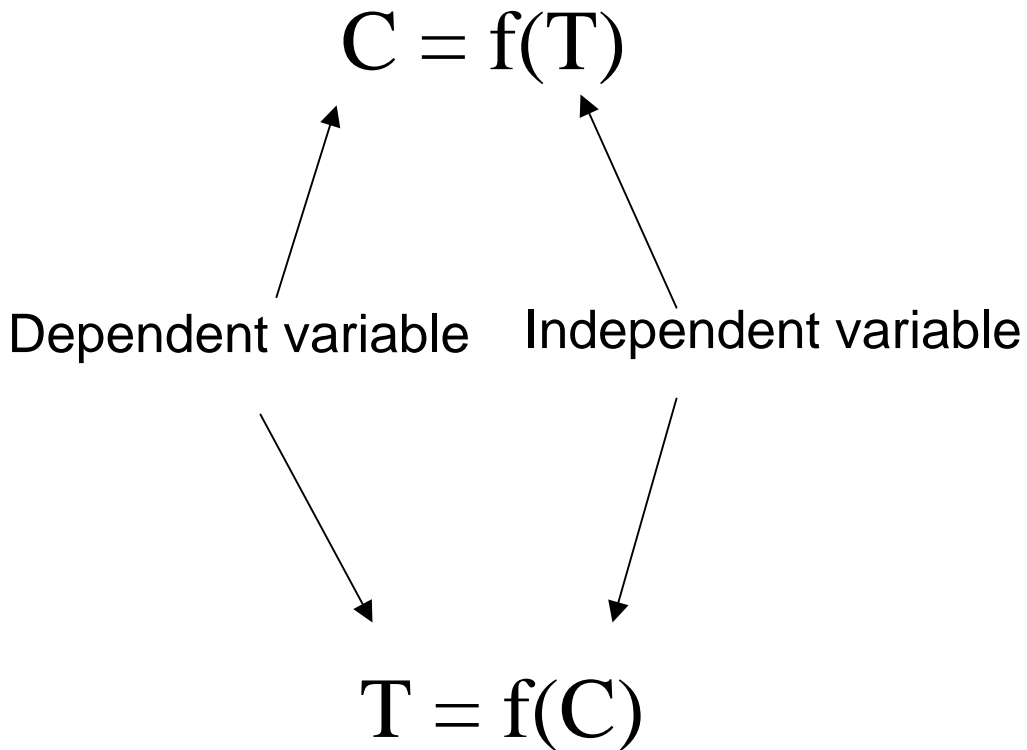 C = f(T)
Dependent variable
Independent variable
T = f(C)